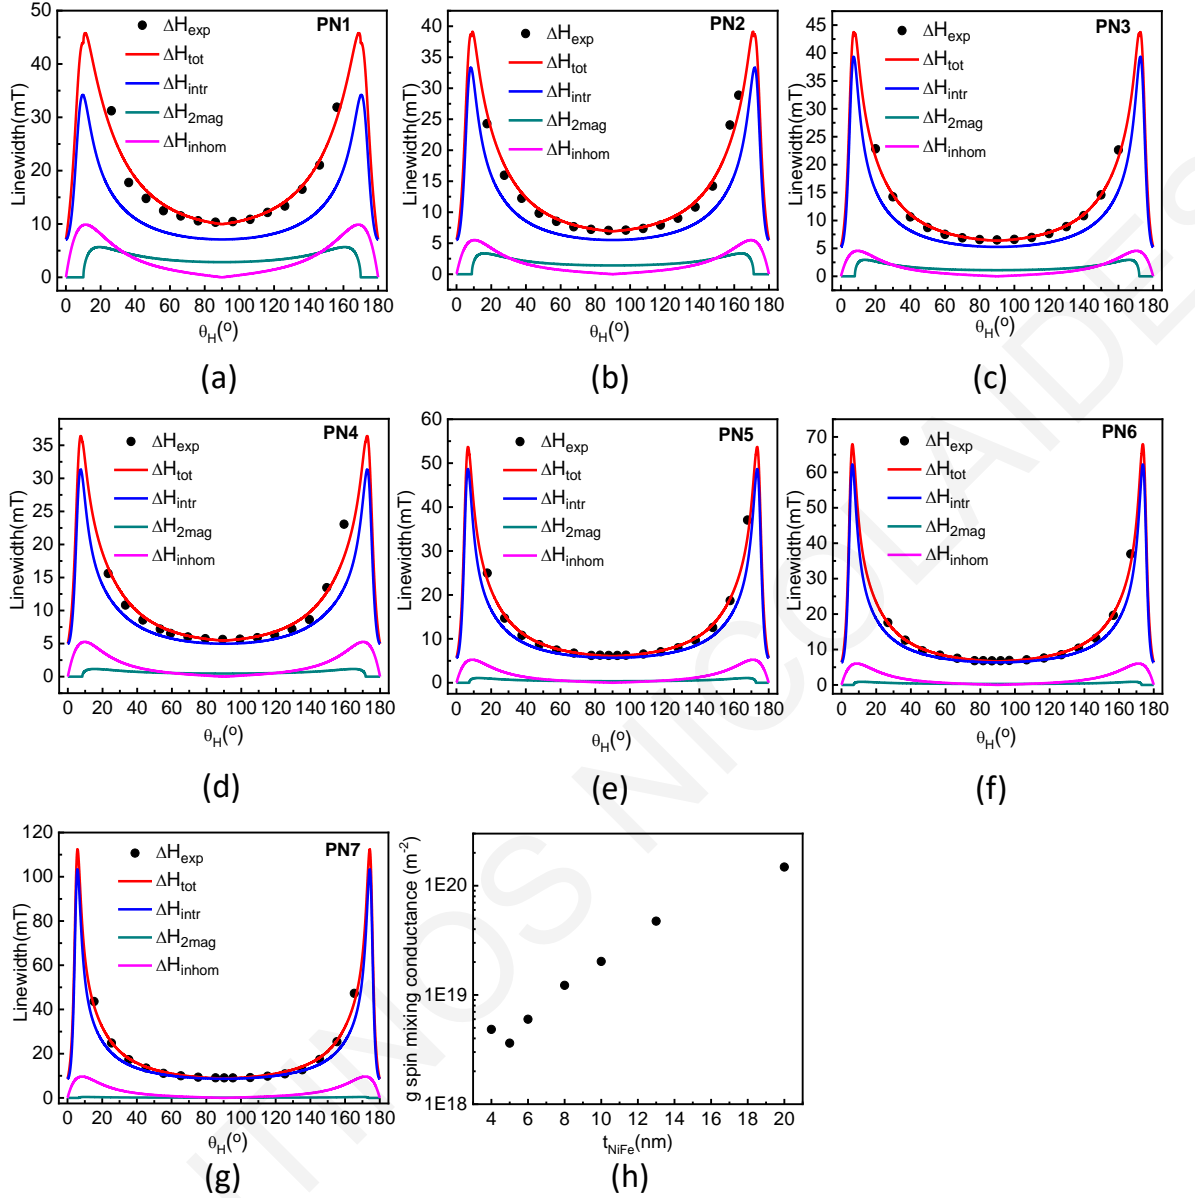 PN1
ΔHexp
ΔHtot
ΔHintr
ΔH2mag
ΔHinhom
Linewidth(mT)
50
40
30
20
10
0
0 20 40 60 80 100 120 140 160 180
θH(o)
(a)
PN2
ΔHexp
ΔHtot
ΔHintr
ΔH2mag
ΔHinhom
Linewidth(mT)
40
35
30
25
20
15
10
5
0
0 20 40 60 80 100 120 140 160 180
θH(o)
(b)
PN3
ΔHexp
ΔHtot
ΔHintr
ΔH2mag
ΔHinhom
Linewidth(mT)
45
40
35
30
25
20
15
10
5
0
0 20 40 60 80 100 120 140 160 180
θH(o)
(c)
PN4
ΔHexp
ΔHtot
ΔHintr
ΔH2mag
ΔHinhom
Linewidth(mT)
35
30
25
20
15
10
5
0
0 20 40 60 80 100 120 140 160 180
θH(o)
(d)
PN5
ΔHexp
ΔHtot
ΔHintr
ΔH2mag
ΔHinhom
Linewidth(mT)
60
50
40
30
20
10
0
0 20 40 60 80 100 120 140 160 180
θH(o)
(e)
PN6
ΔHexp
ΔHtot
ΔHintr
ΔH2mag
ΔHinhom
Linewidth(mT)
70
60
50
40
30
20
10
0
0 20 40 60 80 100 120 140 160 180
θH(o)
(f)
PN7
ΔHexp
ΔHtot
ΔHintr
ΔH2mag
ΔHinhom
Linewidth(mT)
120
100
80
60
40
20
0
0 20 40 60 80 100 120 140 160 180
θH(o)
(g)
g spin mixing conductance (m-2)
1E20
1E19
1E18
4 6 8 10 12 14 16 18 20
tNiFe(nm)
(h)
NTINOS NICOLAIDES